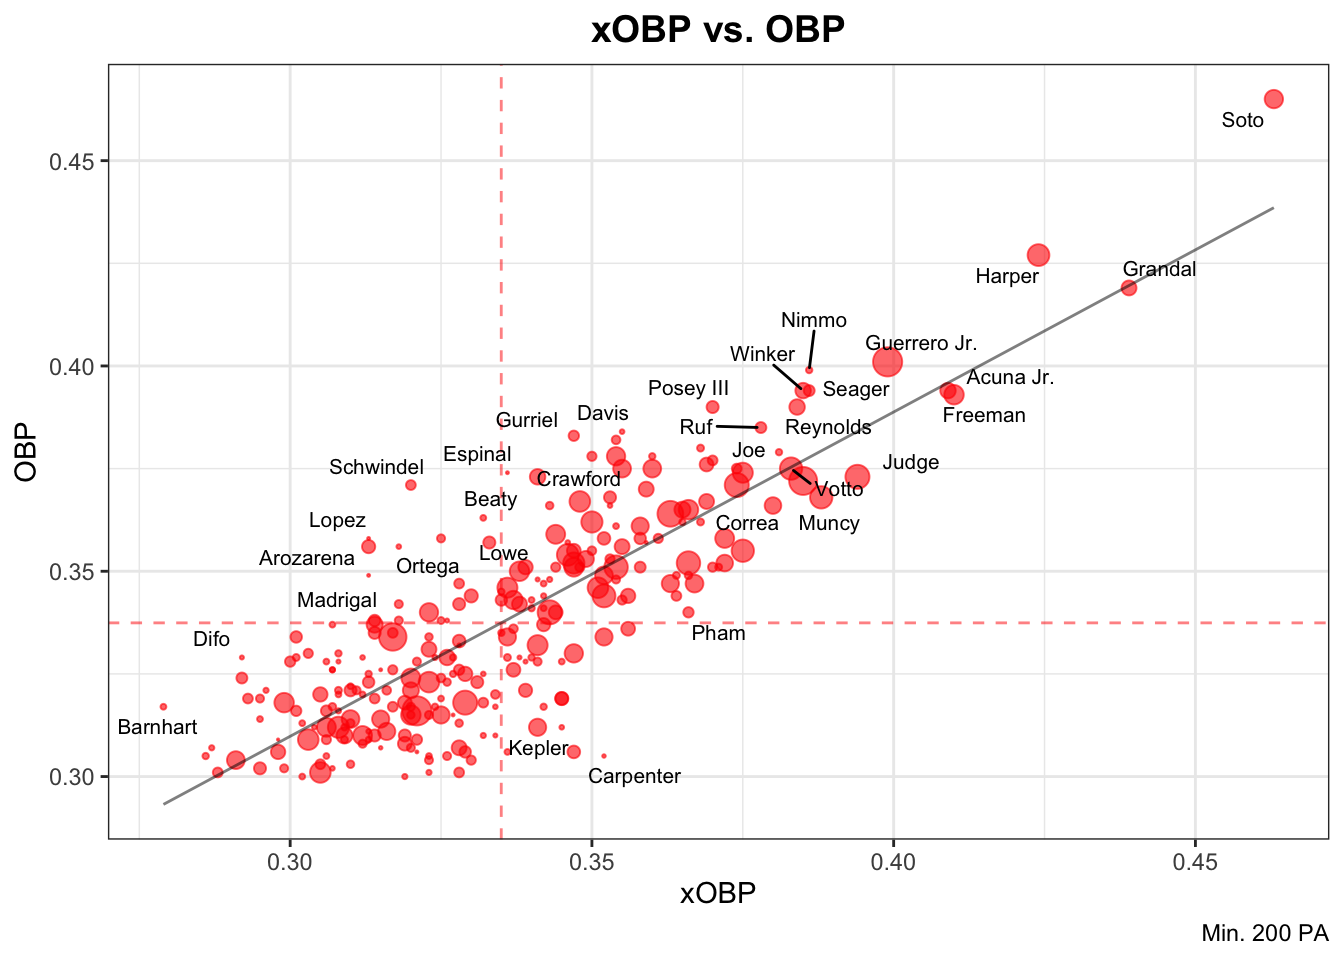 xOBP vs. OBP
Soto
0.45
Harper
Grandal
Nimmo
Guerrero Jr.
Winker
0.40
Acuna Jr.
Posey III
Seager
Davis
Freeman
Gurriel
Ruf
Reynolds
Espinal
Joe
Judge
Schwindel
Crawford
Votto
Beaty
Lopez
Correa
Muncy
Arozarena
Lowe
Ortega
0.35
Madrigal
Difo
Pham
Barnhart
Kepler
0.30
Carpenter
OBP
0.30
0.35
0.40
0.45
xOBP
Min. 200 PA